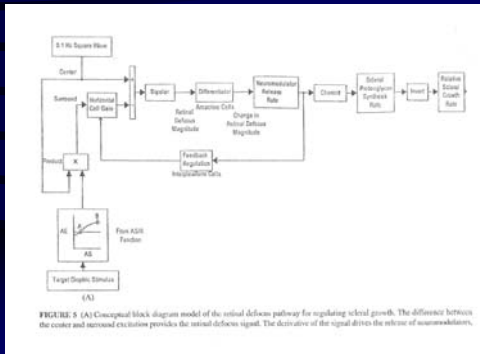 0.1 Hz Square Wave
Center
Surround
Horizontal
Cell Gain
Bipolar
Differentiator
Neuromodulator
Release
Rate
Choroid
Scleral
Proteoglycan
Synthesis
Rate
Invert
Relative
Scleral
Growth
Rate
Retinal
Defocus
Magnitude
Amacrine Cells
Change in
Retinal Defocus
Magnitude
Feedback
Regulation
Interplexiform Cells
Product
X
AE
A
B
AS
From AS/R
Function
Target Dioptric Stimulus
(A)
FIGURE 5 (A) Conceptual block diagram model of the retinal defocus pathway for regulating scleral growth. The difference between
the center and surround excitation provides the retinal defocus signal. The derivative of the signal drives the release of neuromodulators,